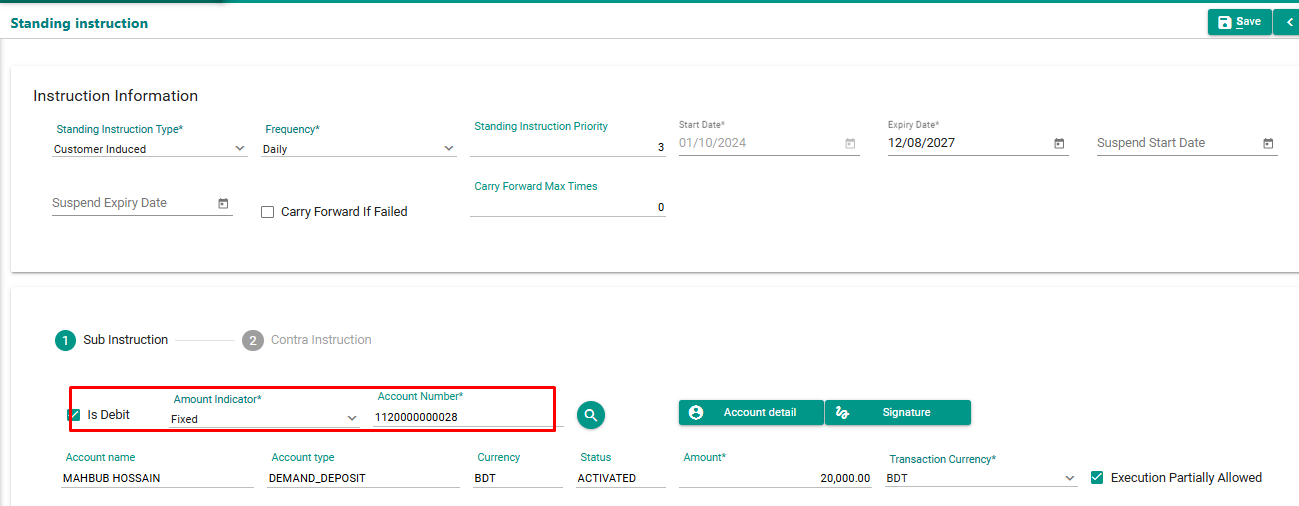 Standing instruction
Save
Instruction Information
Standing Instruction Type* Frequency* Standing Instruction Priority Start Date* Expiry Date*
Customer Induced Daily 3 01/10/2024 12/08/2027 Suspend Start Date
Suspend Expiry Date Carry Forward If Failed Carry Forward Max Times
0
1 Sub Instruction 2 Contra Instruction
Is Debit Amount Indicator* Account Number*
Fixed 1120000000028 Account detail Signature
Account name Account type Currency Status Amount* Transaction Currency*
MAHBUB HOSSAIN DEMAND_DEPOSIT BDT ACTIVATED 20,000.00 BDT Execution Partially Allowed